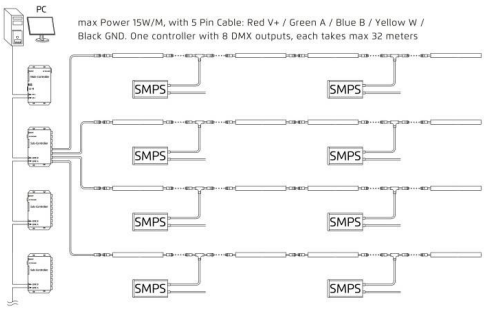 PC
max Power 15W/M, with 5 Pin Cable: Red V+ / Green A / Blue B / Yellow W /
Black GND. One controller with 8 DMX outputs, each takes max 32 meters
SMPS
SMPS
SMPS
SMPS
SMPS
SMPS
SMPS
SMPS